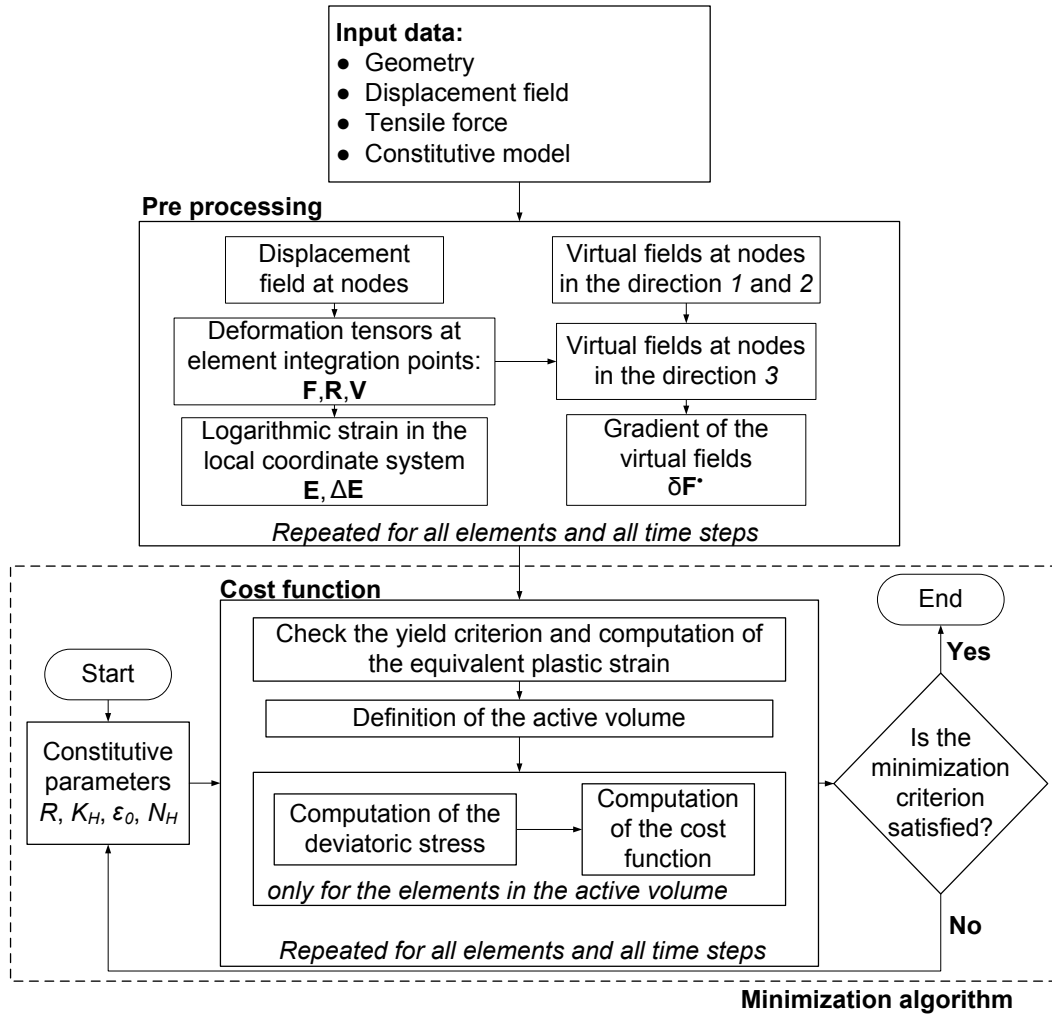 Input data:
● Geometry
● Displacement field
● Tensile force
● Constitutive model
Pre processing
Displacement
field at nodes
Virtual fields at nodes
in the direction 1 and 2
Deformation tensors at
element integration points:
F,R,V
Virtual fields at nodes
in the direction 3
Logarithmic strain in the
local coordinate system
E, ΔE
Gradient of the
virtual fields
δF•
Repeated for all elements and all time steps
Cost function
Check the yield criterion and computation of
the equivalent plastic strain
Definition of the active volume
Computation of the
deviatoric stress
Computation
of the cost
function
only for the elements in the active volume
Repeated for all elements and all time steps
Start
Constitutive
parameters
R, K_H, ε_0, N_H
End
Yes
Is the
minimization
criterion
satisfied?
No
Minimization algorithm